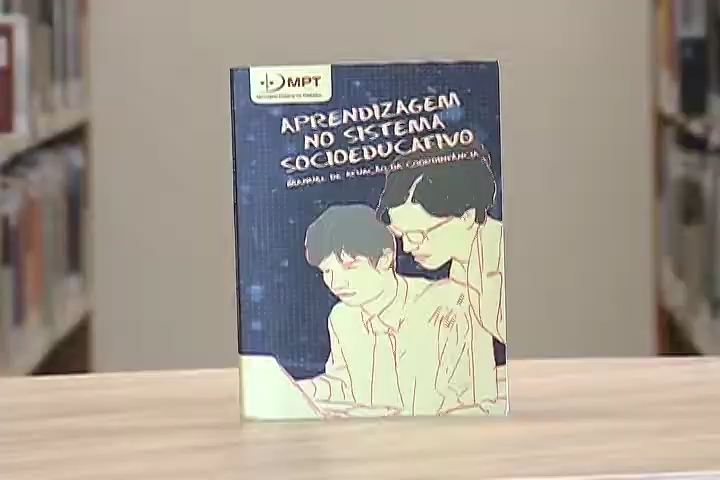 MPT
APRENDIZAGEM
NO SISTEMA
SOCIOEDUCATIVO
MANUAL DE ATUAÇÃO DA COORDINFÂNCIA